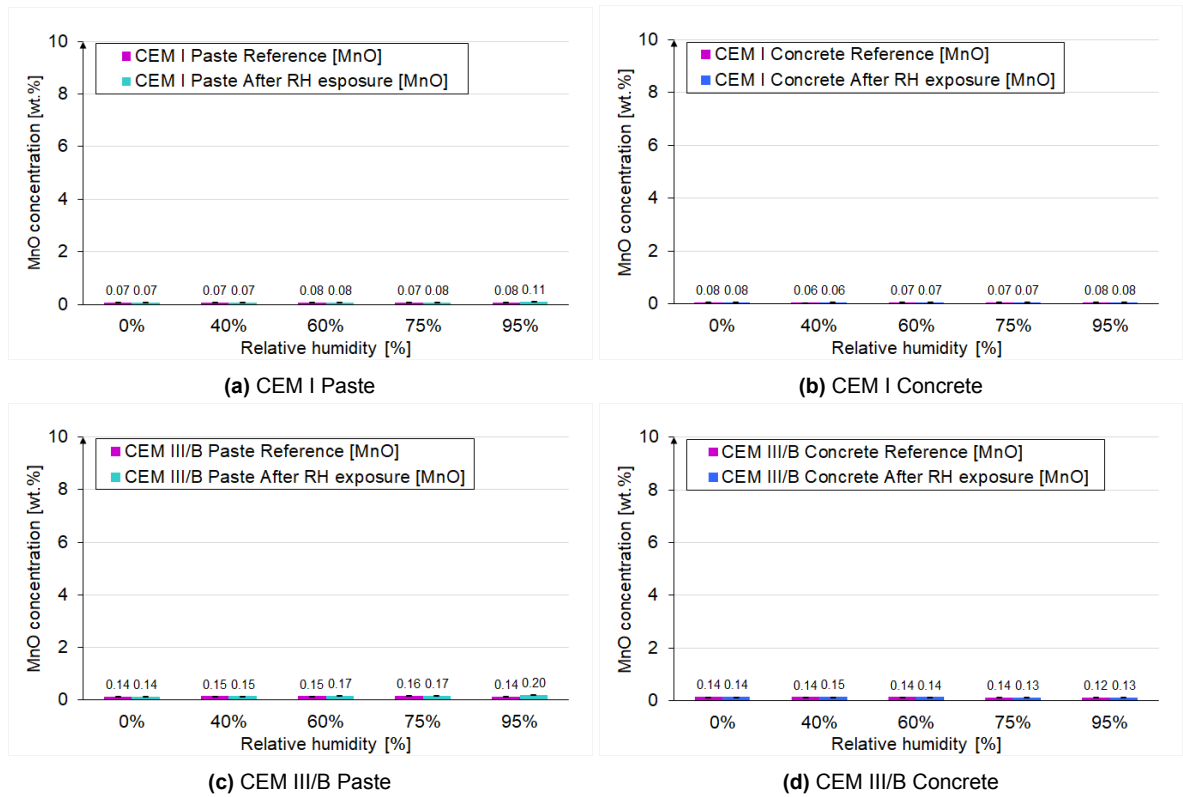 10
8
6
4
2
0
MnO concentration [wt.%]
CEM I Paste Reference [MnO]
CEM I Paste After RH esposure [MnO]
0.07 0.07 0.07 0.07 0.08 0.08 0.07 0.08 0.08 0.11
0% 40% 60% 75% 95%
Relative humidity [%]
(a) CEM I Paste
10
8
6
4
2
0
MnO concentration [wt.%]
CEM I Concrete Reference [MnO]
CEM I Concrete After RH exposure [MnO]
0.08 0.08 0.06 0.06 0.07 0.07 0.07 0.07 0.08 0.08
0% 40% 60% 75% 95%
Relative humidity [%]
(b) CEM I Concrete
10
8
6
4
2
0
MnO concentration [wt.%]
CEM III/B Paste Reference [MnO]
CEM III/B Paste After RH exposure [MnO]
0.14 0.14 0.15 0.15 0.15 0.17 0.16 0.17 0.14 0.20
0% 40% 60% 75% 95%
Relative humidity [%]
(c) CEM III/B Paste
10
8
6
4
2
0
MnO concentration [wt.%]
CEM III/B Concrete Reference [MnO]
CEM III/B Concrete After RH exposure [MnO]
0.14 0.14 0.14 0.15 0.14 0.14 0.14 0.13 0.12 0.13
0% 40% 60% 75% 95%
Relative humidity [%]
(d) CEM III/B Concrete